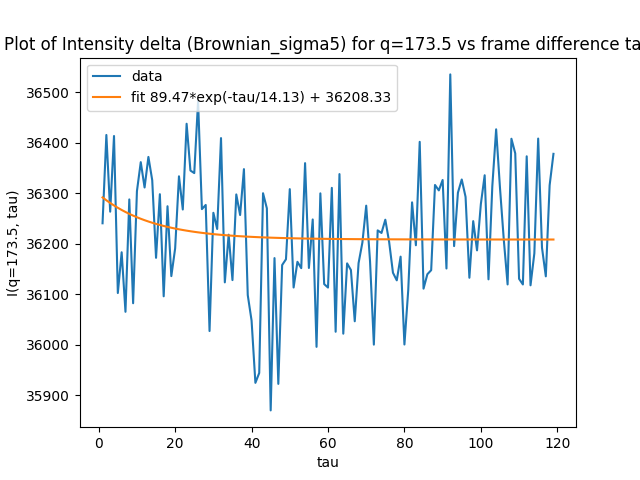 Plot of Intensity delta (Brownian_sigma5) for q=173.5 vs frame difference ta
data
fit 89.47*exp(-tau/14.13) + 36208.33
I(q=173.5, tau)
36500
36400
36300
36200
36100
36000
35900
0 20 40 60 80 100 120
tau